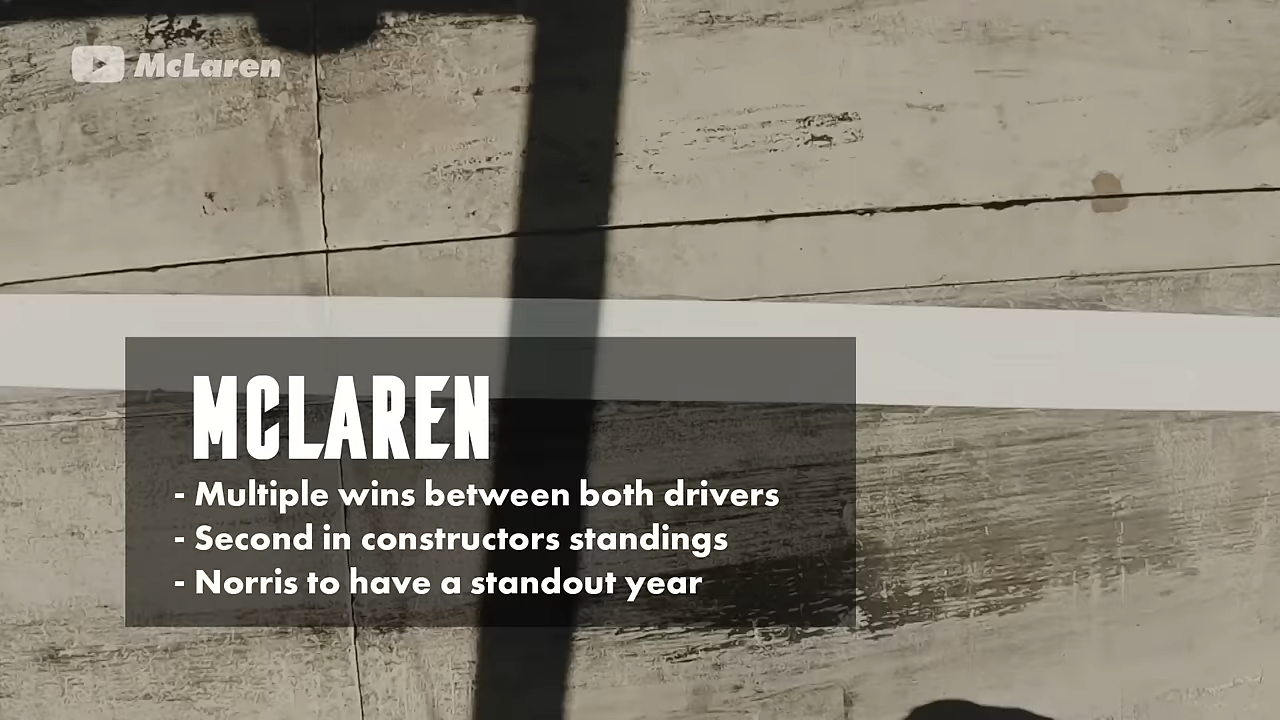 McLaren
MCLAREN
- Multiple wins between both drivers
- Second in constructors standings
- Norris to have a standout year